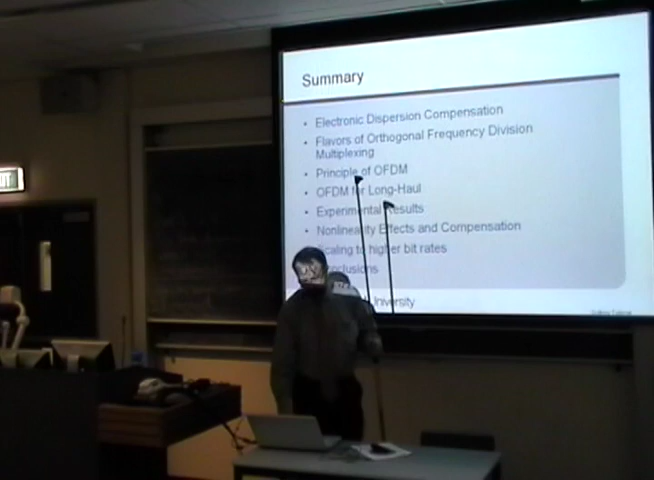 Summary
• Electronic Dispersion Compensation
• Flavors of Orthogonal Frequency Division
Multiplexing
• Principle of OFDM
• OFDM for Long-Haul
• Experimental Results
• Nonlinearity Effects and Compensation
Scaling to higher bit rates
Conclusions
University